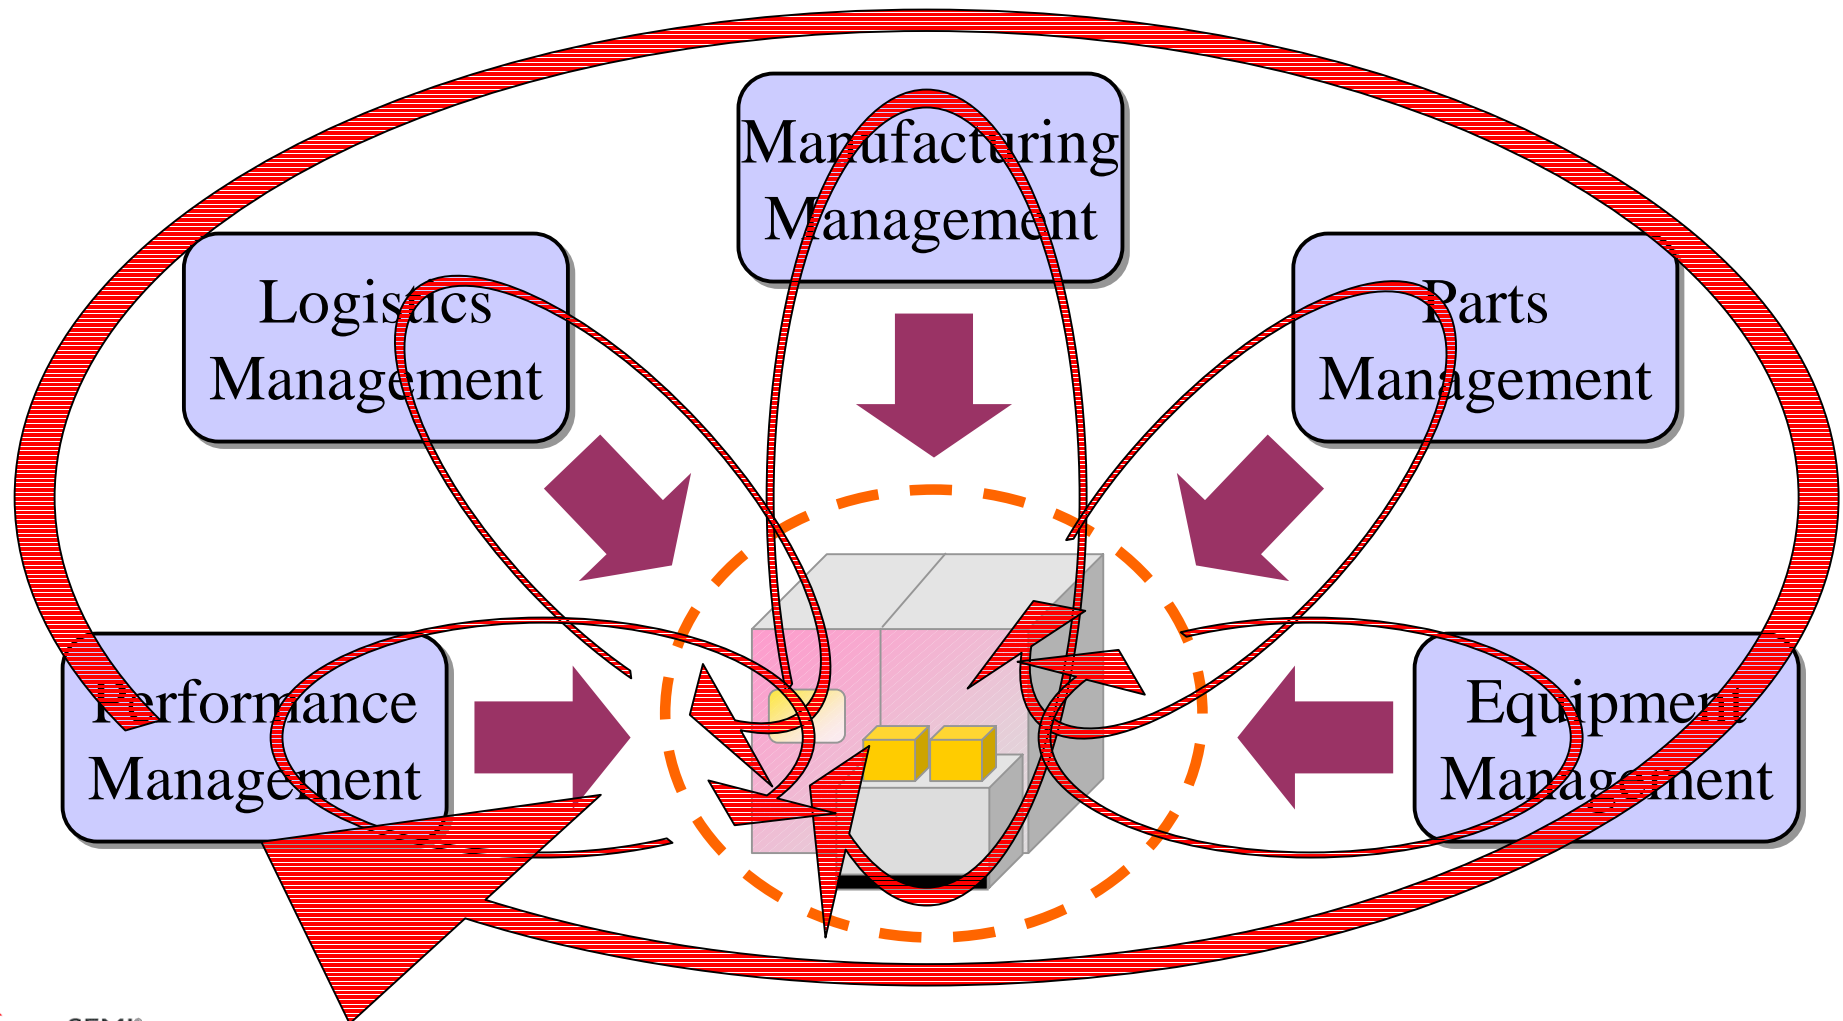 Manufacturing
Management
Logistics
Management
Parts
Management
Performance
Management
Equipment
Management